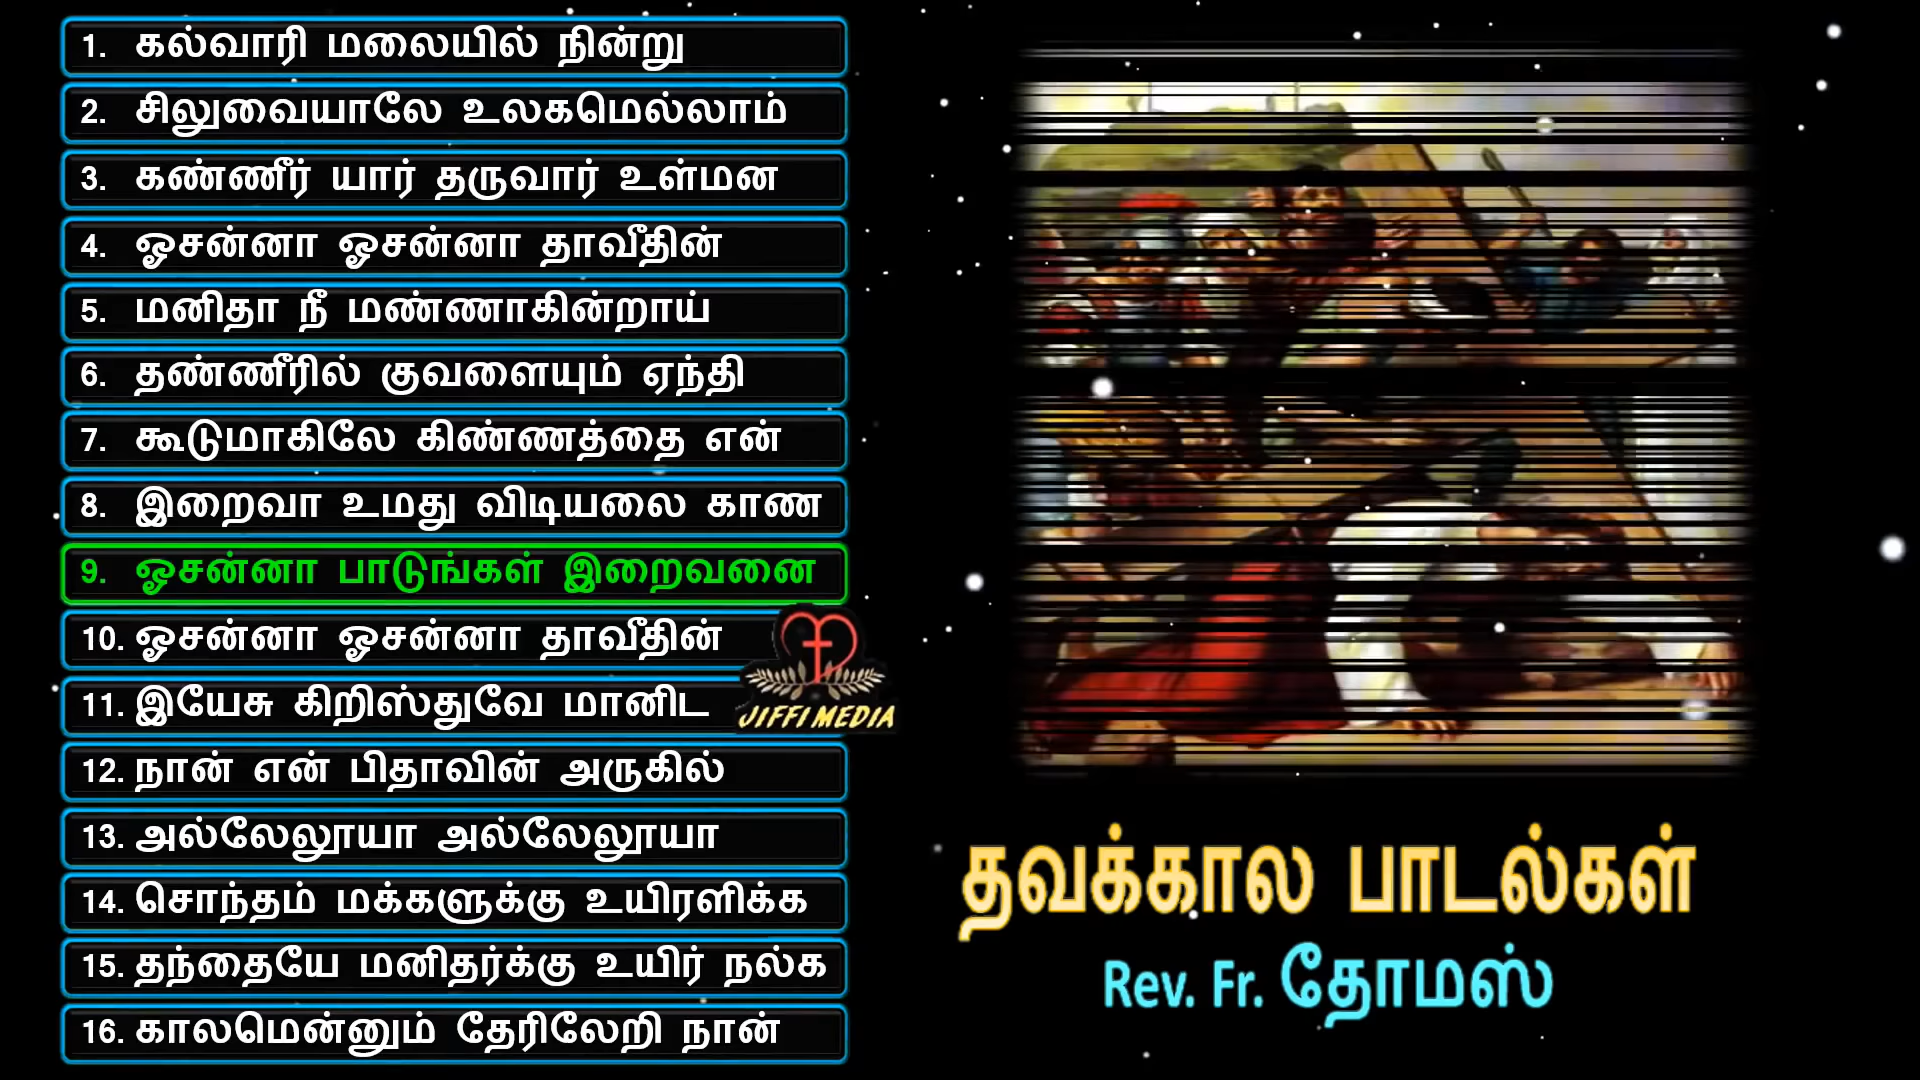 1. கல்வாரி மலையில் நின்று
2. சிலுவையாலே உலகமெல்லாம்
3. கண்ணீர் யார் தருவார் உள்மன
4. ஓசன்னா ஓசன்னா தாவீதின்
5. மனிதா நீ மண்ணாகின்றாய்
6. தண்ணீரில் குவளையும் ஏந்தி
7. கூடுமாகிலே கிண்ணத்தை என்
8. இறைவா உமது விடியலை காண
9. ஓசன்னா பாடுங்கள் இறைவனை
10. ஓசன்னா ஓசன்னா தாவீதின்
11. இயேசு கிறிஸ்துவே மானிட
12. நான் என் பிதாவின் அருகில்
13. அல்லேலூயா அல்லேலூயா
14. சொந்தம் மக்களுக்கு உயிரளிக்க
15. தந்தையே மனிதர்க்கு உயிர் நல்க
16. காலமென்னும் தேரிலேறி நான்
JIFFI MEDIA
தவக்கால பாடல்கள்
Rev. Fr. தோமஸ்